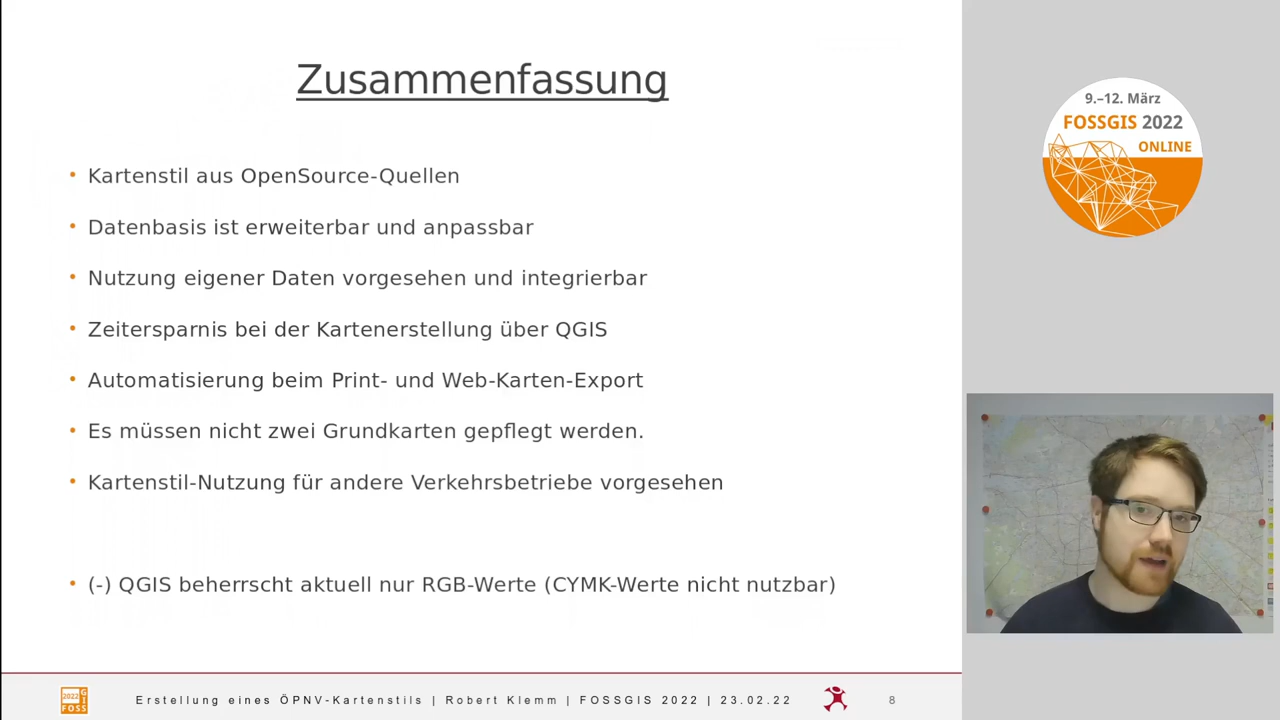 Zusammenfassung
• Kartenstil aus OpenSource-Quellen
• Datenbasis ist erweiterbar und anpassbar
• Nutzung eigener Daten vorgesehen und integrierbar
• Zeitersparnis bei der Kartenerstellung über QGIS
• Automatisierung beim Print- und Web-Karten-Export
• Es müssen nicht zwei Grundkarten gepflegt werden.
• Kartenstil-Nutzung für andere Verkehrsbetriebe vorgesehen
• (-) QGIS beherrscht aktuell nur RGB-Werte (CYMK-Werte nicht nutzbar)
2022
GI
FOSS
Erstellung eines ÖPNV-Kartenstils | Robert Klemm | FOSSGIS 2022 | 23.02.22
8
9.–12. März
FOSSGIS 2022
ONLINE